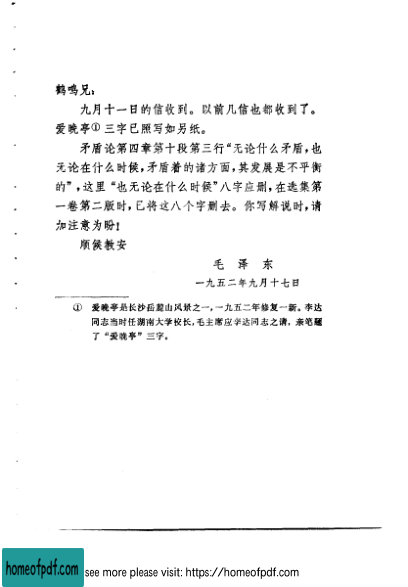 鹤鸣兄：
九月十一日的信收到。以前几信也都收到了。
爱晚亭①三字已照写如另纸。
矛盾论第四章第十段第三行“无论什么矛盾，也
无论在什么时候，矛盾着的诸方面，其发展是不平衡
的”，这里“也无论在什么时候”八字应删，在选集第
一卷第二版时，已将这八个字删去。你写解说时，请
加注意为盼！
顺候教安
毛泽东
一九五二年九月十七日
① 爱晚亭是长沙岳麓山风景之一，一九五二年修复一新。李达
同志当时任湖南大学校长，毛主席应李达同志之请，亲笔题
了“爱晚亭”三字。
homeofpdf.com
see more please visit: https://homeofpdf.com